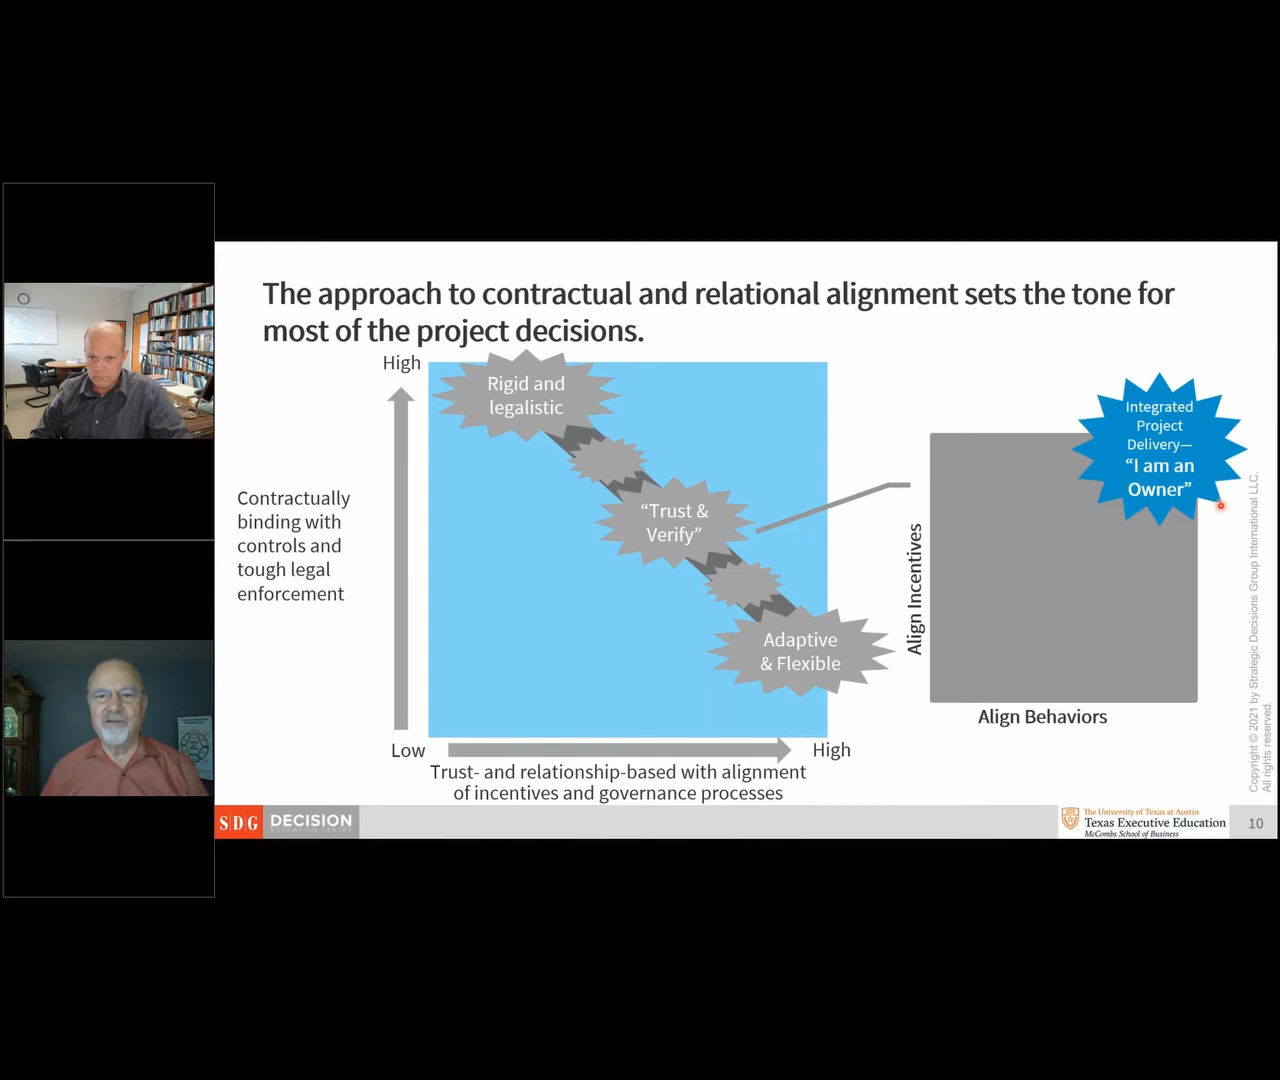 The approach to contractual and relational alignment sets the tone for
most of the project decisions.
High
Rigid and
legalistic
Contractually
binding with
controls and
tough legal
enforcement
"Trust &
Verify"
Adaptive
& Flexible
Low
High
Trust- and relationship-based with alignment
of incentives and governance processes
Align Incentives
Align Behaviors
Integrated
Project
Delivery—
"I am an
Owner"
Copyright © 2021 by Strategic Decisions Group International LLC.
All rights reserved.
SDG
DECISION
EDUCATION CENTER
The University of Texas at Austin
Texas Executive Education
McCombs School of Business
10